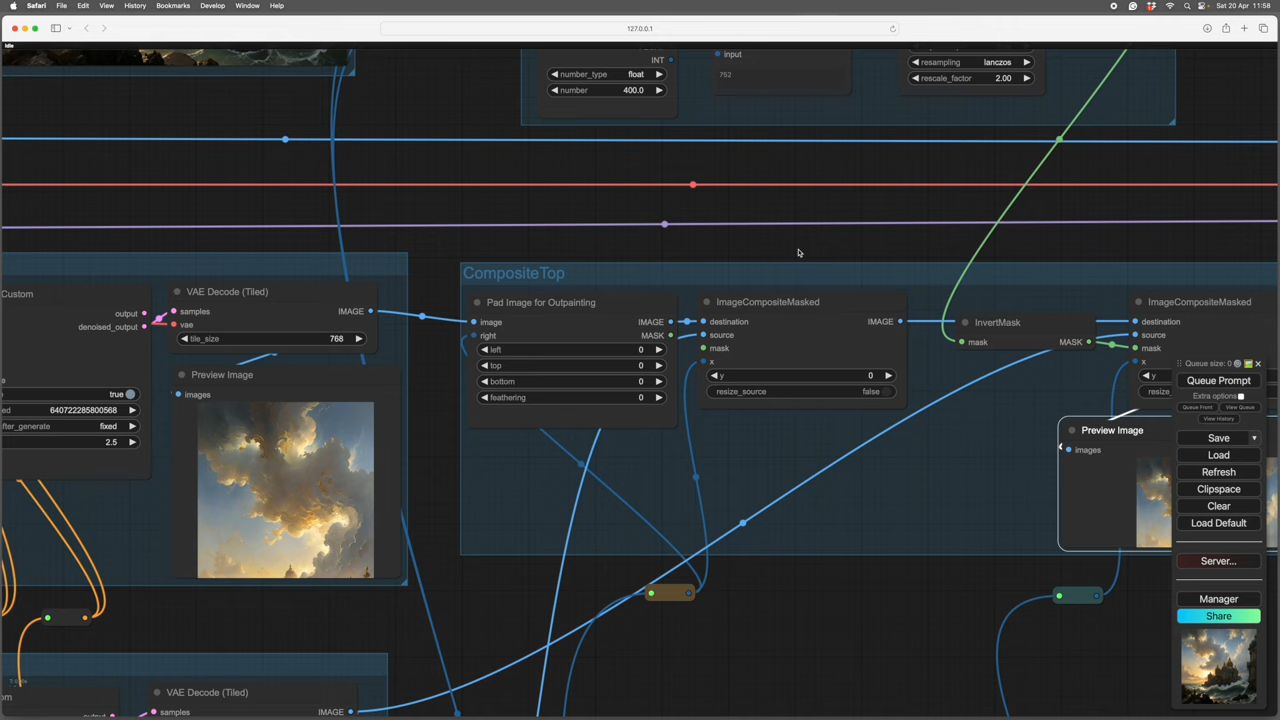 Safari File Edit View History Bookmarks Develop Window Help
Sat 20 Apr 11:58
127.0.0.1
Idle
INT
number_type float
number 400.0
input
752
resampling lanczos
rescale_factor 2.00
CompositeTop
Custom
output
denoised_output
true
640722285800568
fixed
2.5
VAE Decode (Tiled)
samples IMAGE
vae
tile_size 768
Preview Image
images
Pad Image for Outpainting
image IMAGE
right MASK
left 0
top 0
bottom 0
feathering 0
ImageCompositeMasked
destination IMAGE
source
mask
x
y 0
resize_source false
InvertMask
mask MASK
ImageCompositeMasked
destination
source
mask
x
y
Preview Image
images
Queue size: 0
Queue Prompt
Extra options
Queue Front View Queue
View History
Save
Load
Refresh
Clipspace
Clear
Load Default
Server...
Manager
Share
VAE Decode (Tiled)
samples IMAGE